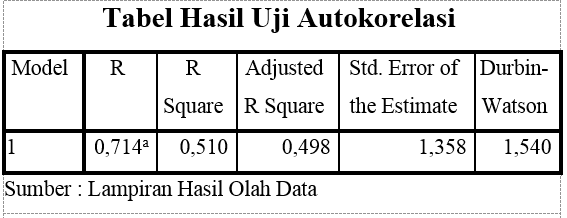 Tabel Hasil Uji Autokorelasi
Model R R Square Adjusted R Square Std. Error of the Estimate Durbin-Watson
1 0,714ᵃ 0,510 0,498 1,358 1,540
Sumber : Lampiran Hasil Olah Data